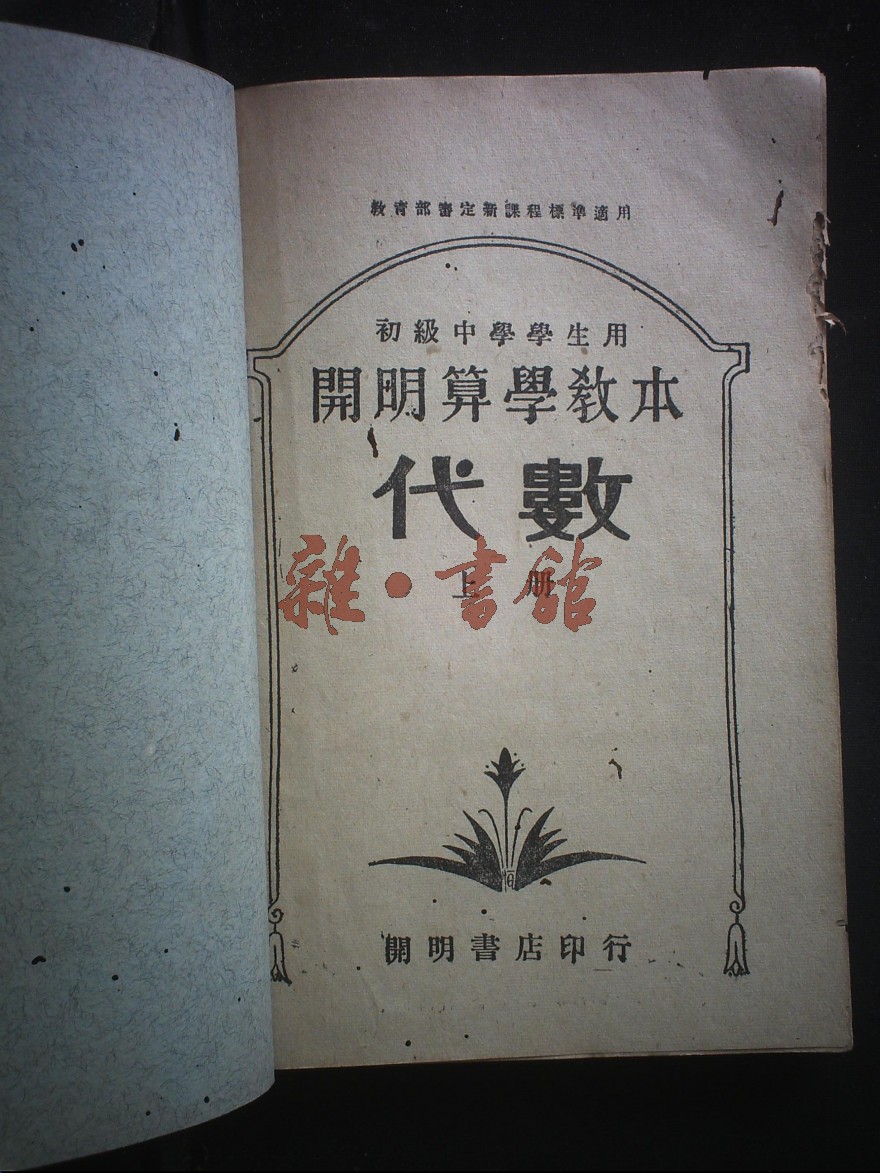 教育部審定新課程標準適用
初級中學學生用
開明算學教本
代數
上册
雜·書館
開明書店印行